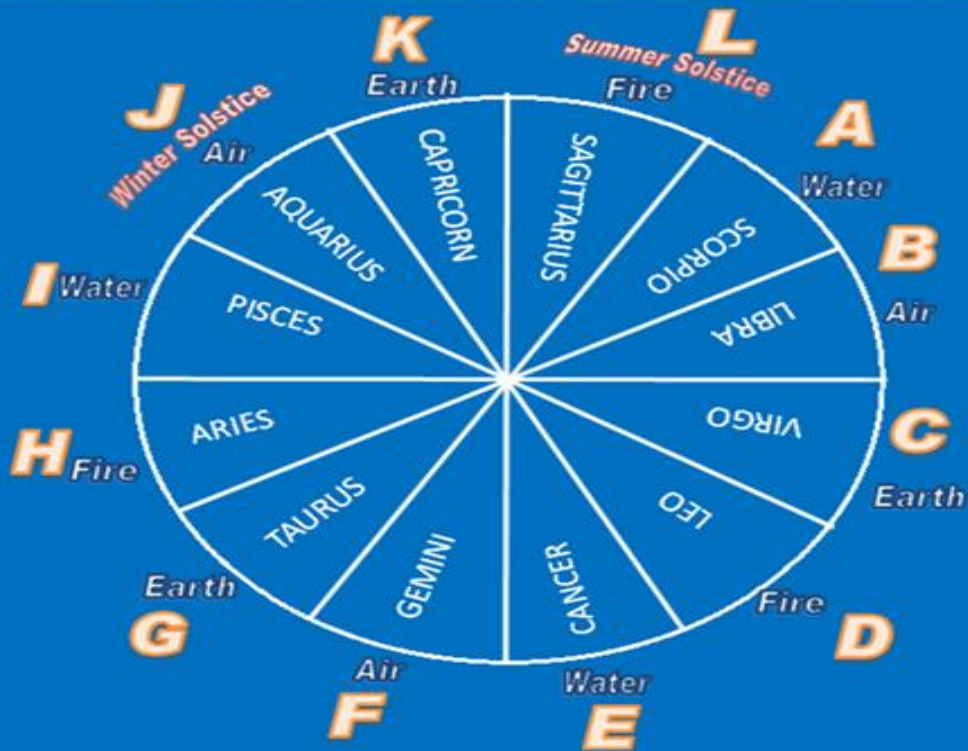 K
L
Earth
Summer Solstice
Fire
J
Winter Solstice
Air
A
Water
CAPRICORN
SAGITTARIUS
AQUARIUS
SCORPIO
B
I
Water
PISCES
LIBRA
Air
H
Fire
ARIES
VIRGO
C
Earth
TAURUS
LEO
GEMINI
CANCER
Earth
G
Fire
D
Air
F
Water
E